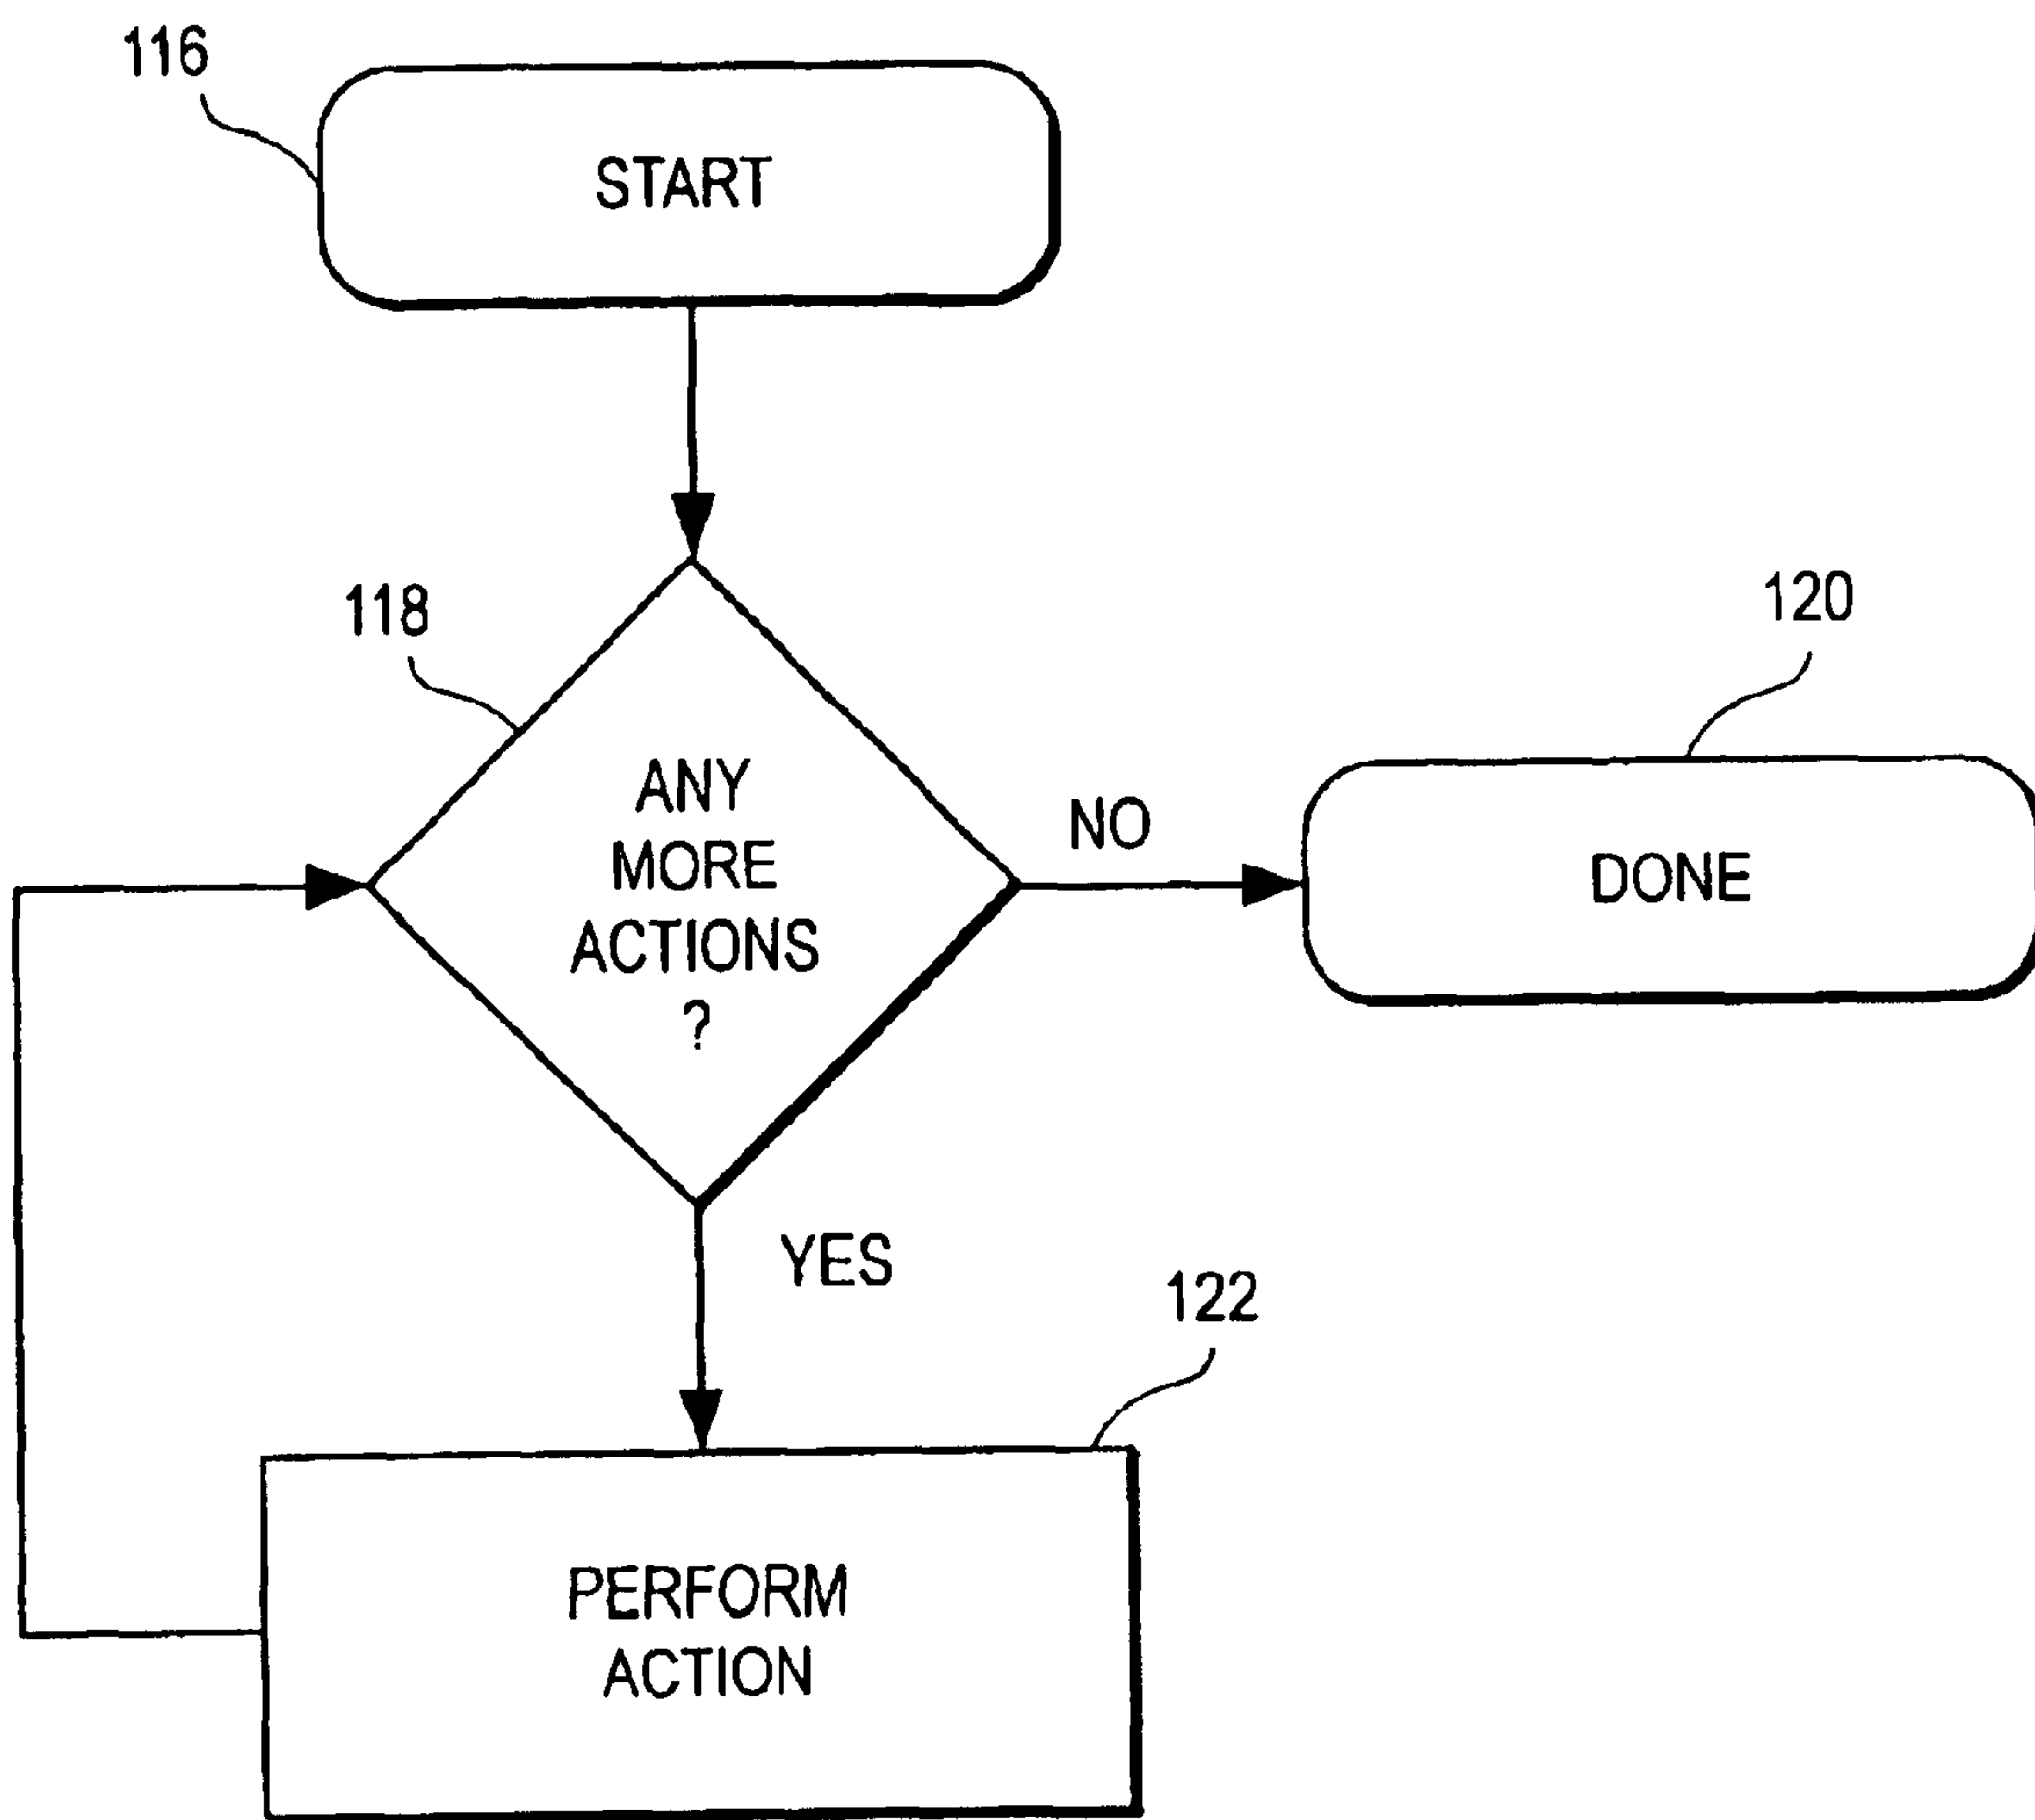 116
START
118
ANY
MORE
ACTIONS
?
NO
120
DONE
YES
122
PERFORM
ACTION